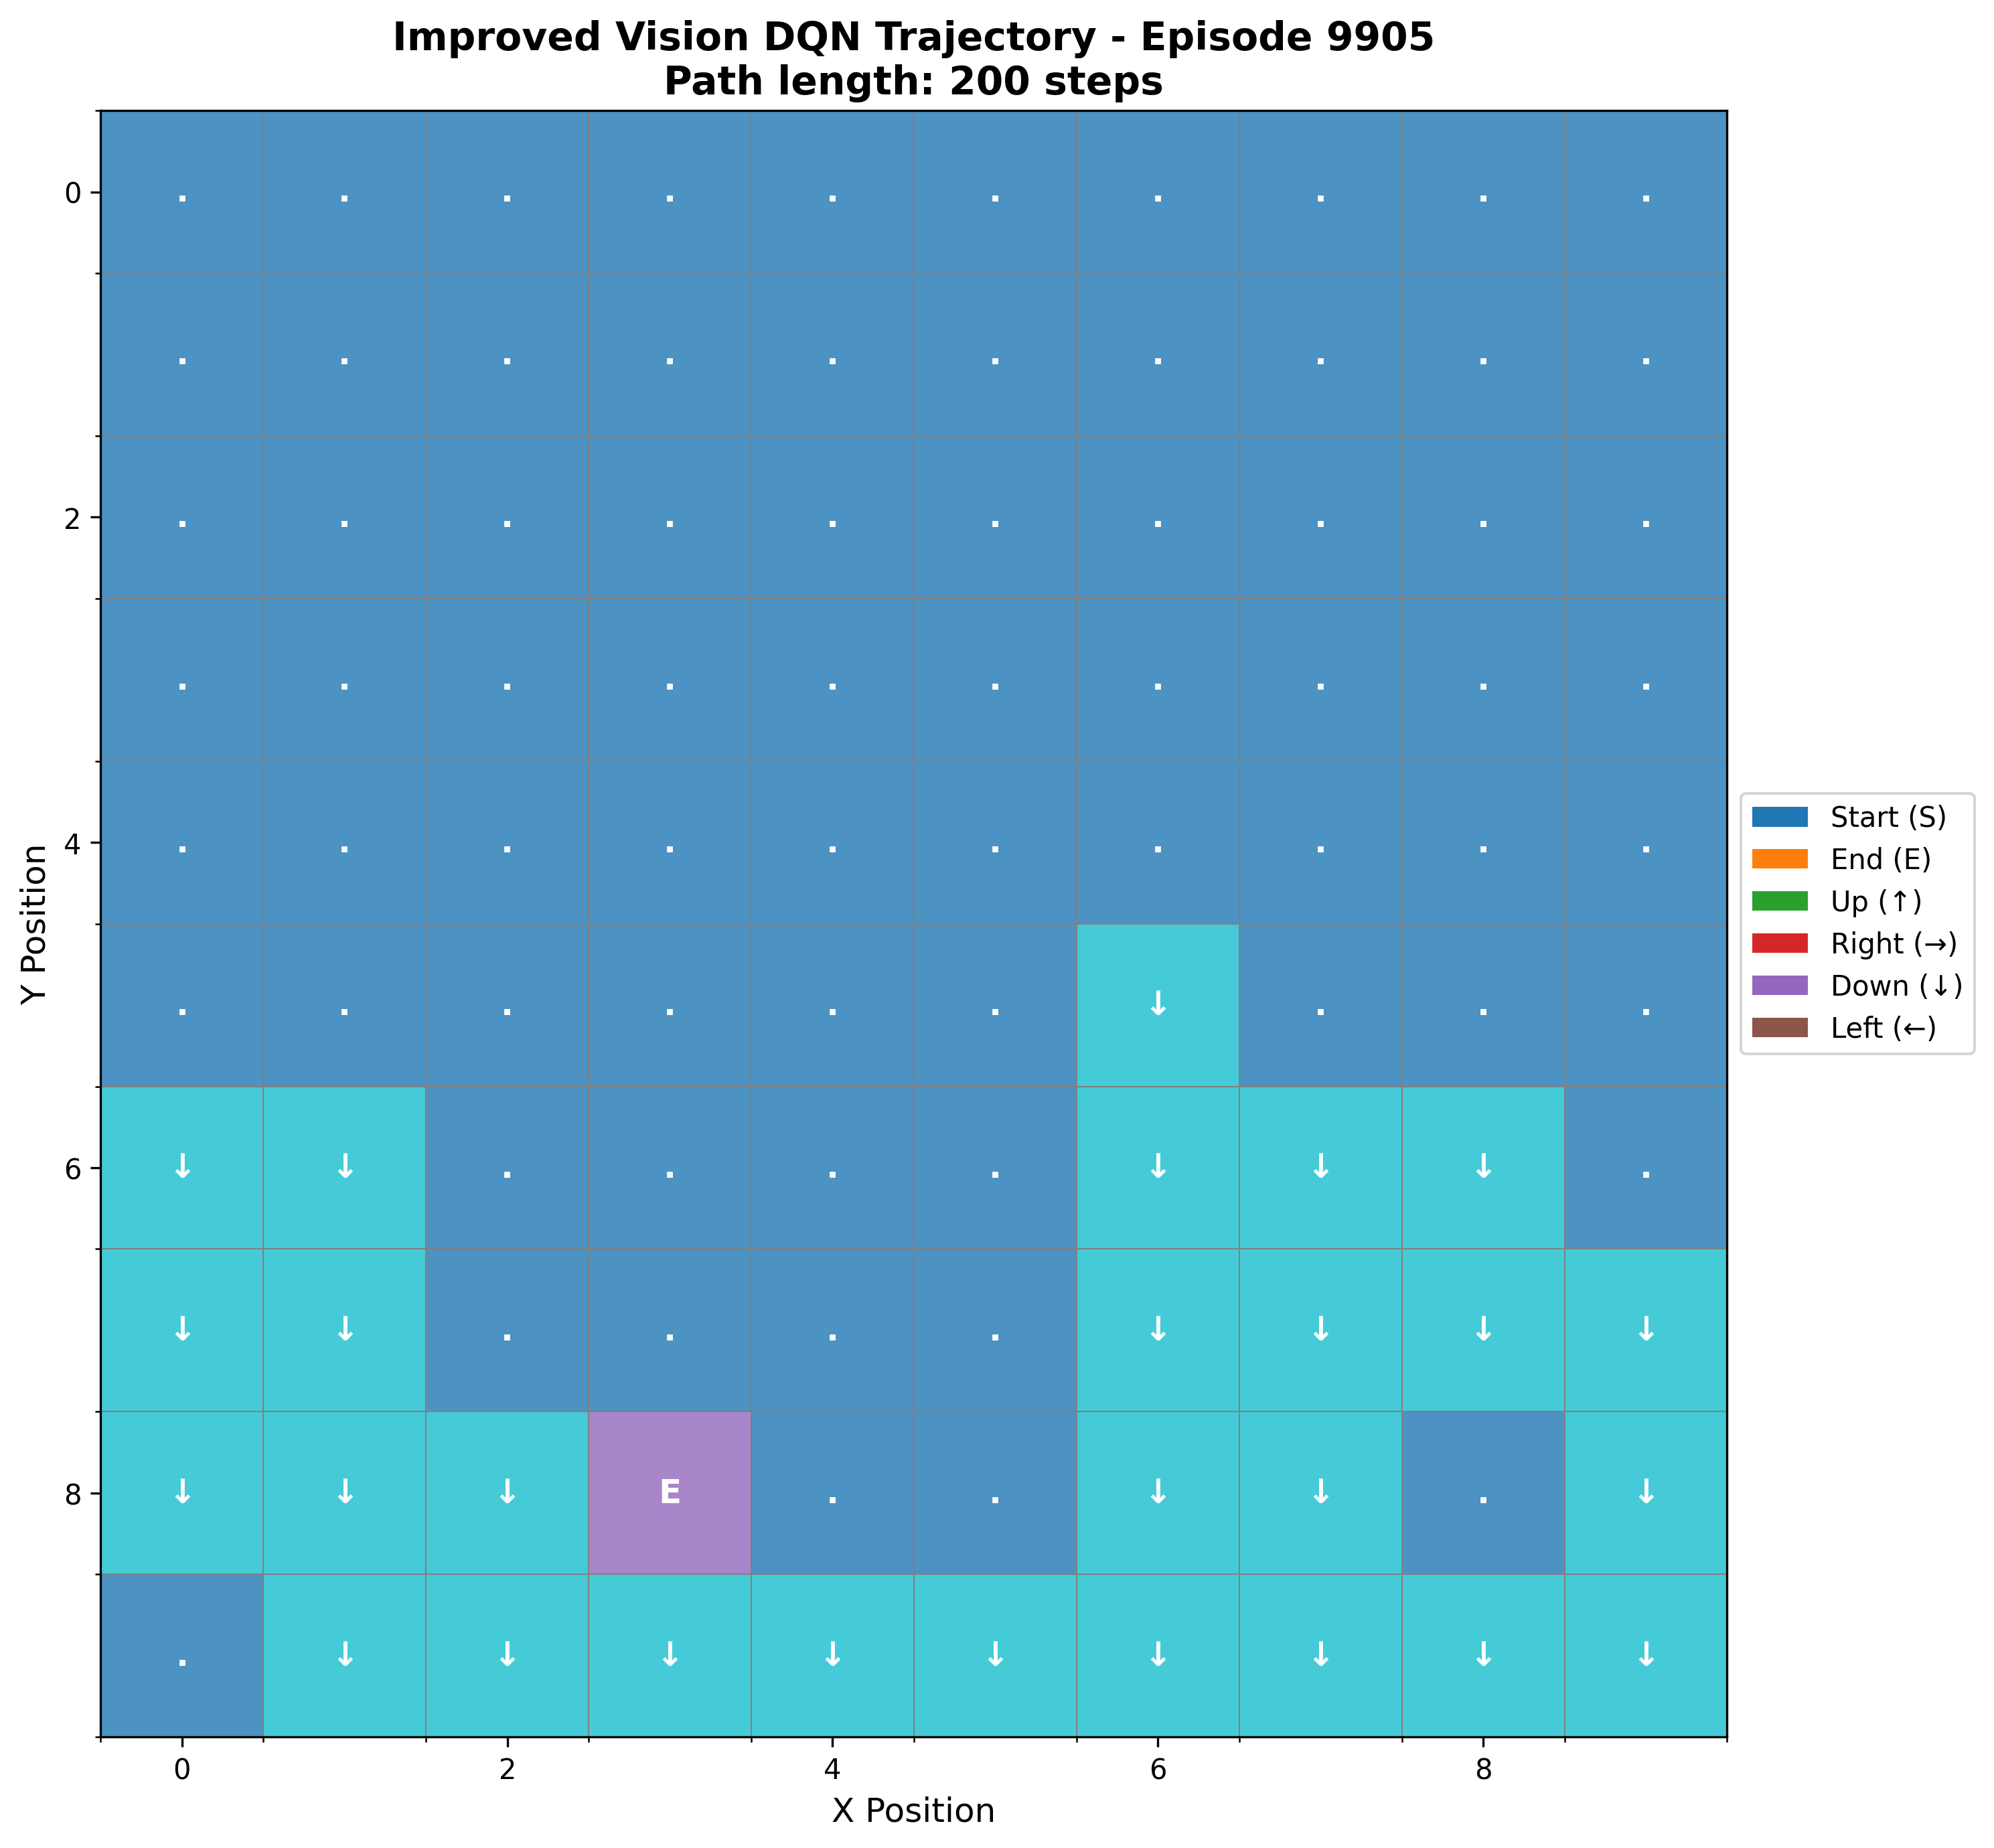 Improved Vision DQN Trajectory - Episode 9905
Path length: 200 steps
0 . . . . . . . . . .
. . . . . . . . . .
2 . . . . . . . . . .
. . . . . . . . . .
4 . . . . . . . . . .
. . . . . . ↓ . . .
6 ↓ ↓ . . . . ↓ ↓ ↓ .
↓ ↓ . . . . ↓ ↓ ↓ ↓
8 ↓ ↓ ↓ E . . ↓ ↓ . ↓
. ↓ ↓ ↓ ↓ ↓ ↓ ↓ ↓ ↓
0 2 4 6 8
X Position
Y Position
Start (S)
End (E)
Up (↑)
Right (→)
Down (↓)
Left (←)